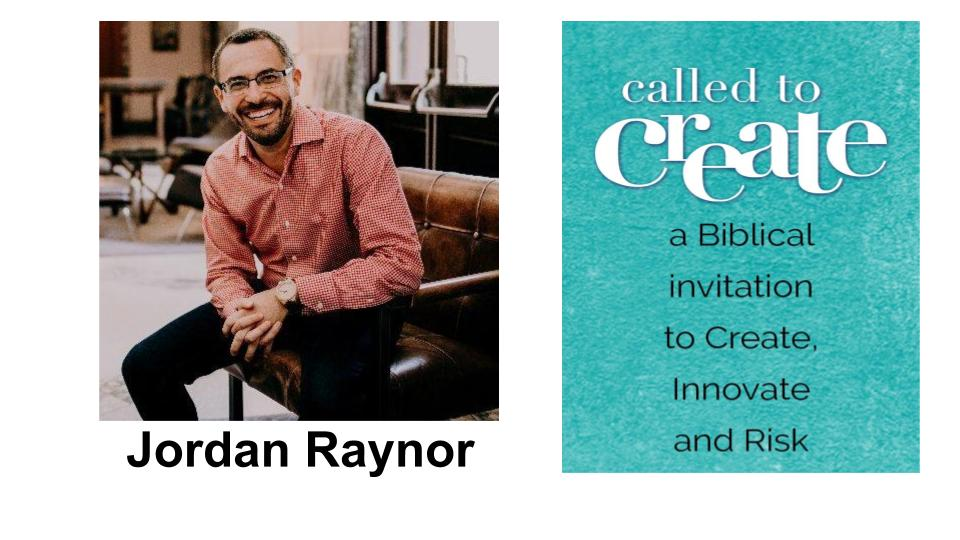 Jordan Raynor
called to
create
a Biblical
invitation
to Create,
Innovate
and Risk